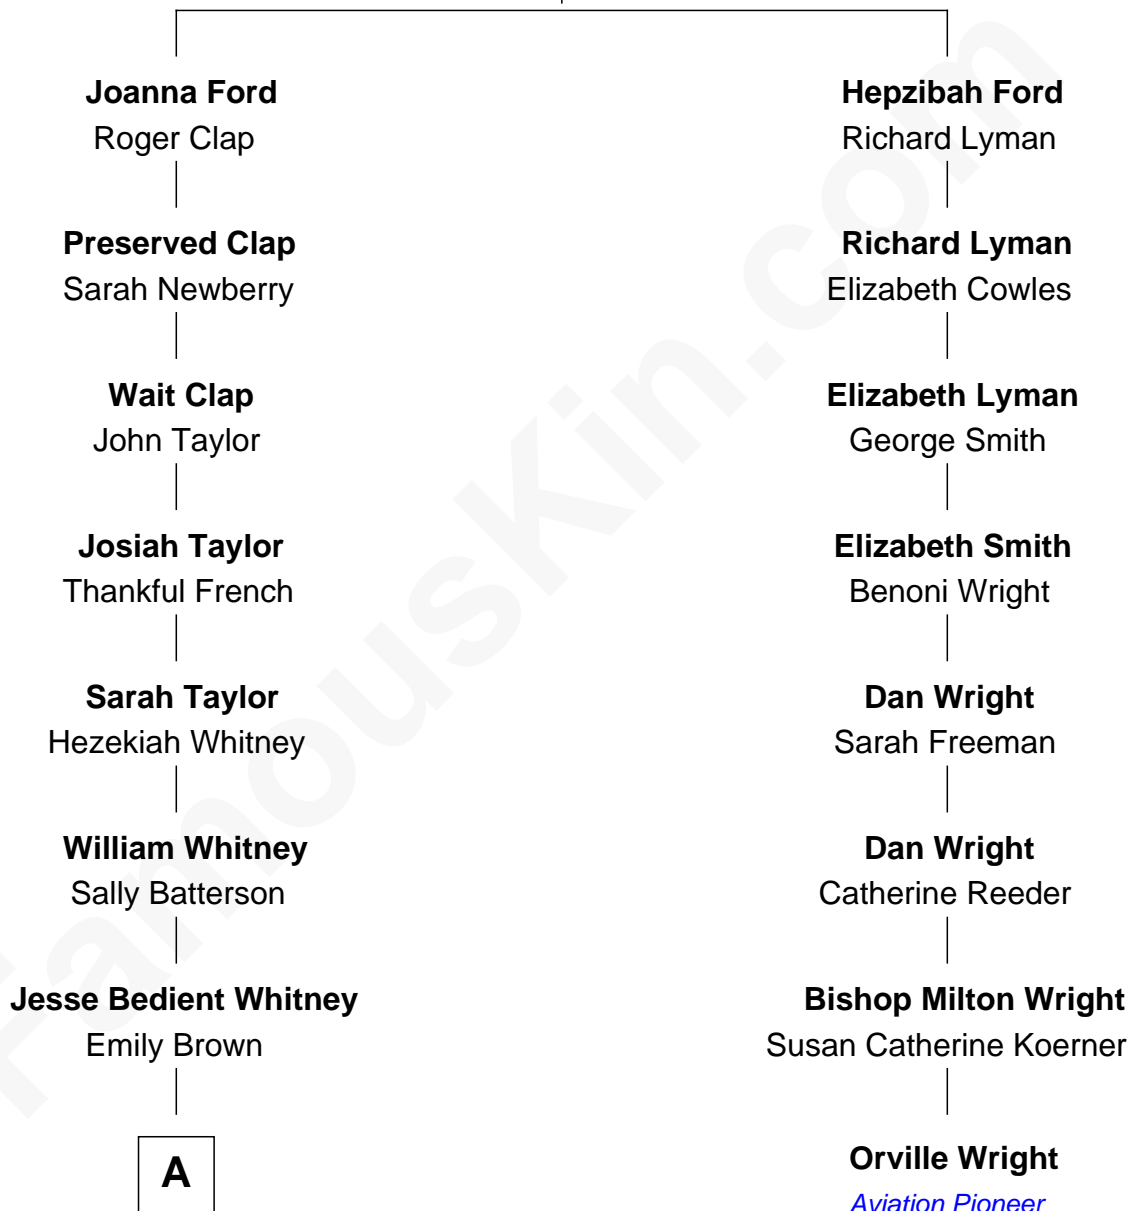 Joanna Ford
Roger Clap
Hepzibah Ford
Richard Lyman
Preserved Clap
Sarah Newberry
Richard Lyman
Elizabeth Cowles
Wait Clap
John Taylor
Elizabeth Lyman
George Smith
Josiah Taylor
Thankful French
Elizabeth Smith
Benoni Wright
Sarah Taylor
Hezekiah Whitney
Dan Wright
Sarah Freeman
William Whitney
Sally Batterson
Dan Wright
Catherine Reeder
Jesse Bedient Whitney
Emily Brown
Bishop Milton Wright
Susan Catherine Koerner
A
Orville Wright
Aviation Pioneer
FamousKin.com